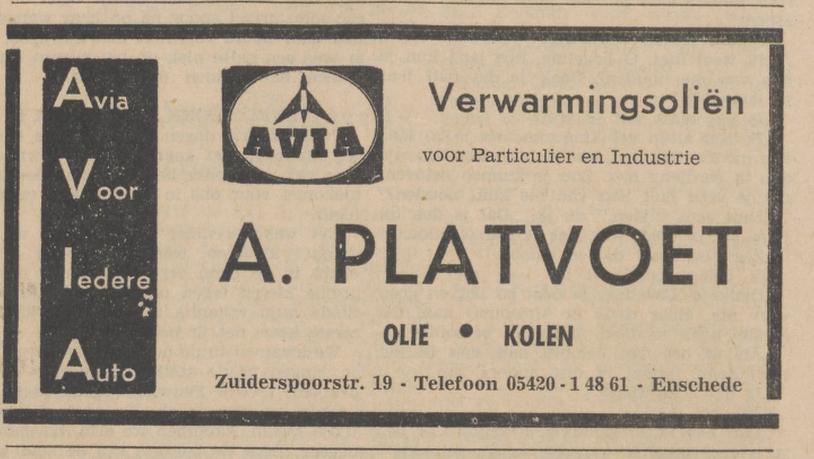 Avia
Voor
Iedere
Auto
AVIA
Verwarmingsoliën
voor Particulier en Industrie
A. PLATVOET
OLIE • KOLEN
Zuiderspoorstr. 19 - Telefoon 05420 - 1 48 61 - Enschede